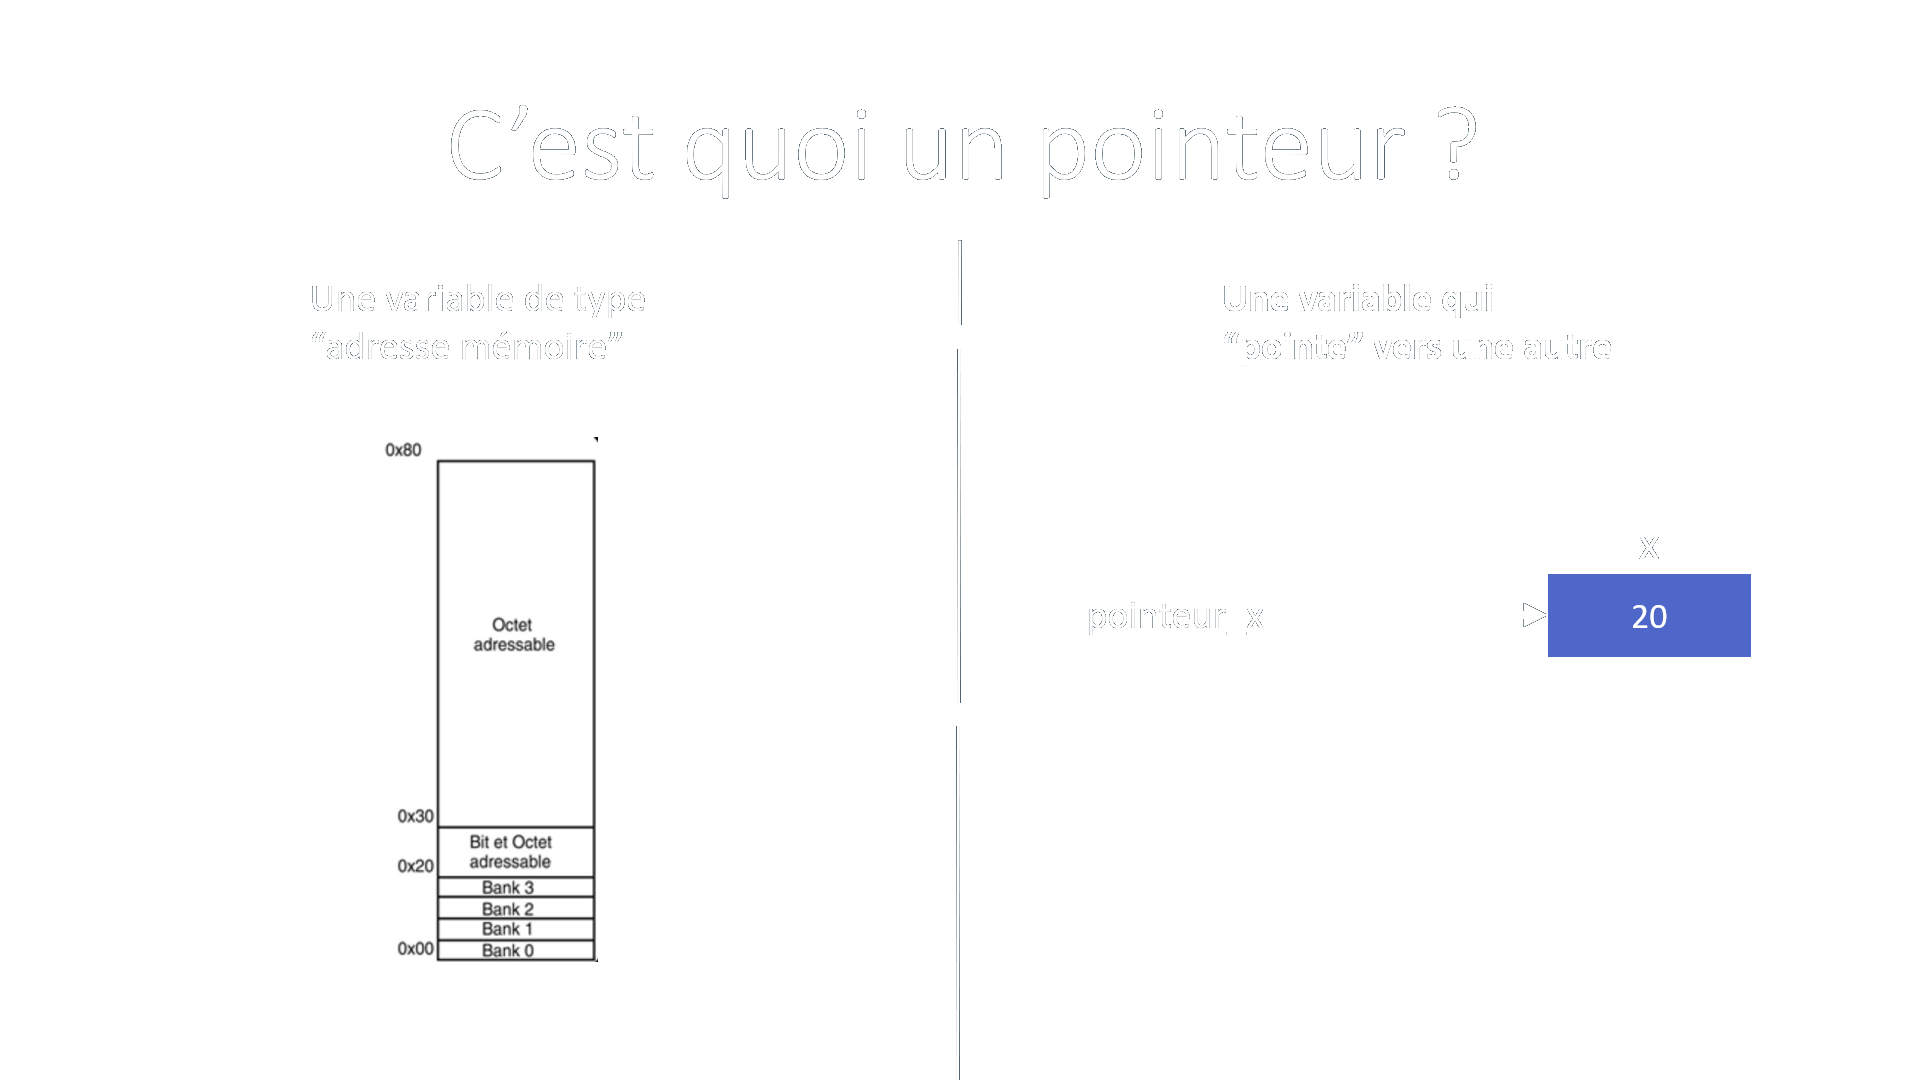 C’est quoi un pointeur ?
Une variable de type
“adresse mémoire”
0x80
Octet
adressable
0x30
Bit et Octet
adressable
0x20
Bank 3
Bank 2
Bank 1
0x00
Bank 0
Une variable qui
“pointe” vers une autre
x
pointeur_x
20